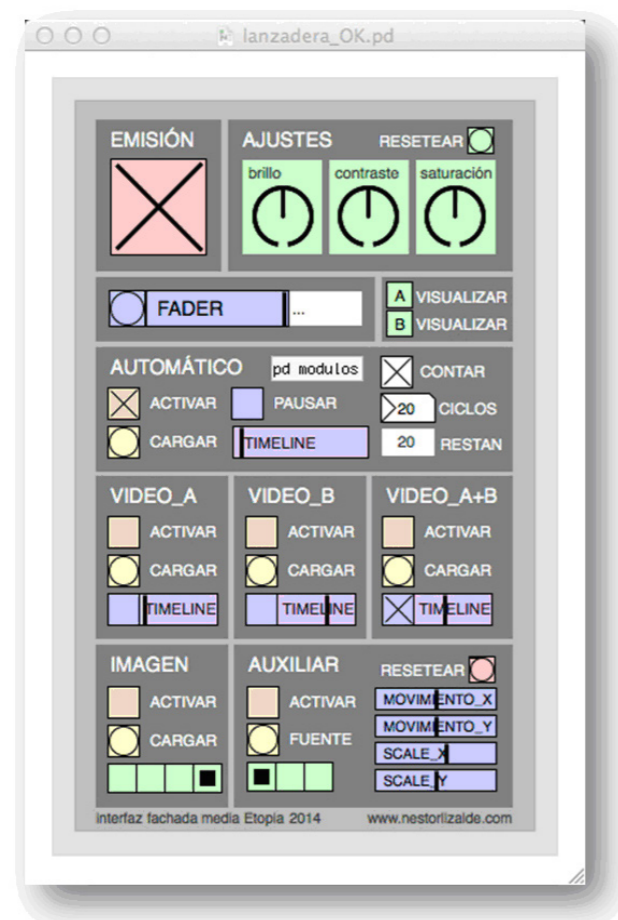 lanzadera_OK.pd
EMISIÓN
AJUSTES
RESETEAR
brillo
contraste
saturación
FADER
...
A VISUALIZAR
B VISUALIZAR
AUTOMÁTICO
pd modulos
CONTAR
ACTIVAR
PAUSAR
20 CICLOS
CARGAR
TIMELINE
20 RESTAN
VIDEO_A
ACTIVAR
CARGAR
TIMELINE
VIDEO_B
ACTIVAR
CARGAR
TIMELINE
VIDEO_A+B
ACTIVAR
CARGAR
TIMELINE
IMAGEN
ACTIVAR
CARGAR
AUXILIAR
ACTIVAR
FUENTE
RESETEAR
MOVIMIENTO_X
MOVIMIENTO_Y
SCALE_X
SCALE_Y
interfaz fachada media Etopia 2014
www.nestorlizalde.com